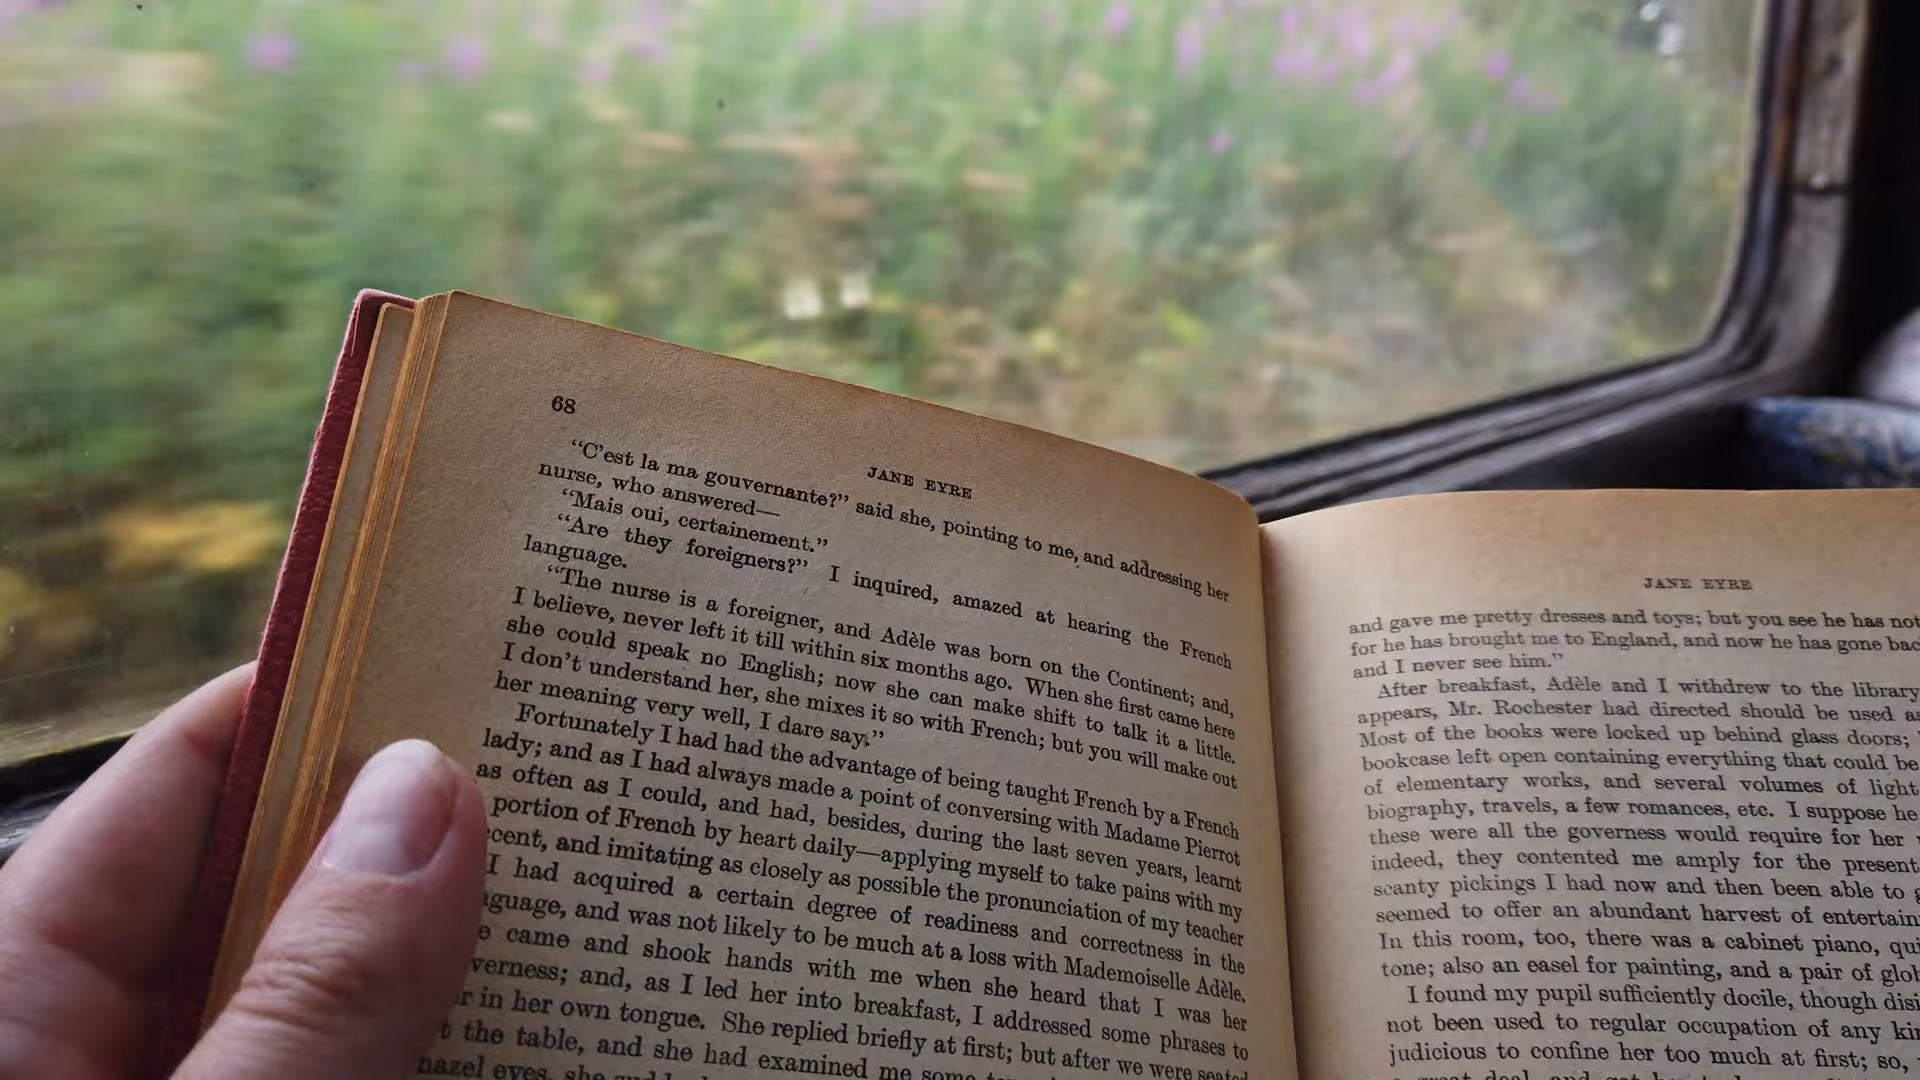 68
JANE EYRE
“C’est la ma gouvernante?” said she, pointing to me, and addressing her
nurse, who answered—
“Mais oui, certainement.”
“Are they foreigners?” I inquired, amazed at hearing the French
language.
“The nurse is a foreigner, and Adèle was born on the Continent; and,
I believe, never left it till within six months ago. When she first came here
she could speak no English; now she can make shift to talk it a little.
I don’t understand her, she mixes it so with French; but you will make out
her meaning very well, I dare say.”
Fortunately I had had the advantage of being taught French by a French
lady; and as I had always made a point of conversing with Madame Pierrot
as often as I could, and had, besides, during the last seven years, learnt
portion of French by heart daily—applying myself to take pains with my
cent, and imitating as closely as possible the pronunciation of my teacher
I had acquired a certain degree of readiness and correctness in the
guage, and was not likely to be much at a loss with Mademoiselle Adèle.
e came and shook hands with me when she heard that I was her
verness; and, as I led her into breakfast, I addressed some phrases to
r in her own tongue. She replied briefly at first; but after we were seated
t the table, and she had examined me some
hazel eyes, she
JANE EYRE
and gave me pretty dresses and toys; but you see he has not
for he has brought me to England, and now he has gone bac
and I never see him.”
After breakfast, Adèle and I withdrew to the library
appears, Mr. Rochester had directed should be used as
Most of the books were locked up behind glass doors;
bookcase left open containing everything that could be
of elementary works, and several volumes of light
biography, travels, a few romances, etc. I suppose he
these were all the governess would require for her
indeed, they contented me amply for the present
scanty pickings I had now and then been able to g
seemed to offer an abundant harvest of entertain
In this room, too, there was a cabinet piano, qui
tone; also an easel for painting, and a pair of glob
I found my pupil sufficiently docile, though disi
not been used to regular occupation of any kin
judicious to confine her too much at first; so,